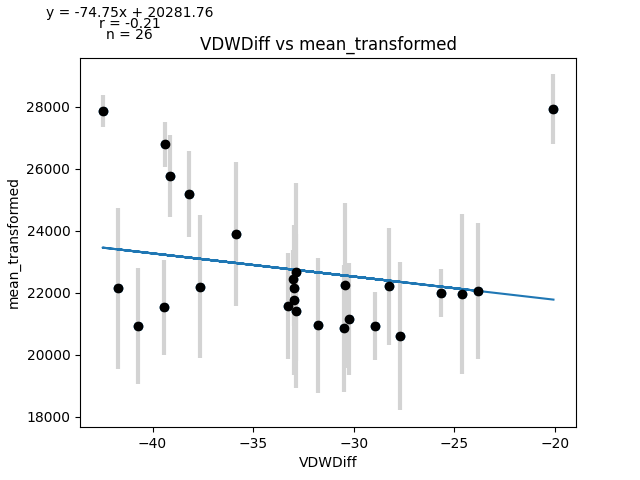 y = -74.75x + 20281.76
r = -0.21
n = 26
VDWDiff vs mean_transformed
28000
26000
24000
22000
20000
18000
mean_transformed
−40
−35
−30
−25
−20
VDWDiff